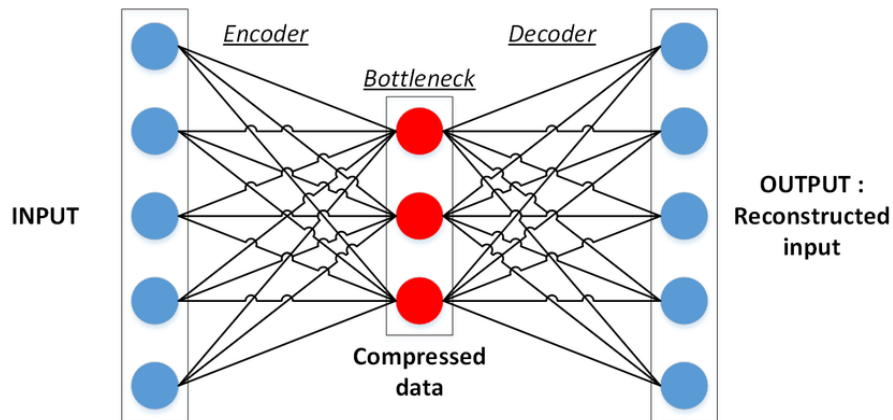 Encoder
Decoder
Bottleneck
INPUT
OUTPUT :
Reconstructed
input
Compressed
data